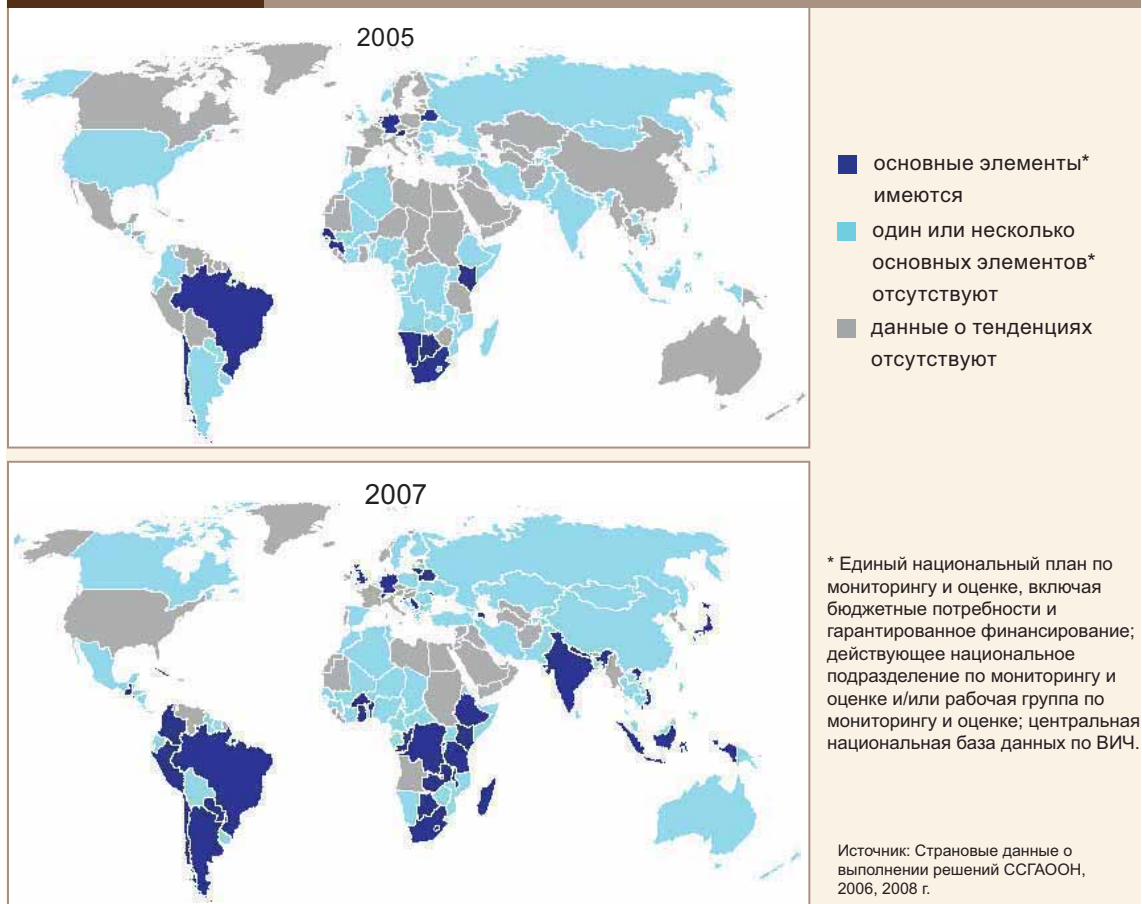 2005
основные элементы*
имеются
один или несколько
основных элементов*
отсутствуют
данные о тенденциях
отсутствуют
2007
* Единый национальный план по
мониторингу и оценке, включая
бюджетные потребности и
гарантированное финансирование;
действующее национальное
подразделение по мониторингу и
оценке и/или рабочая группа по
мониторингу и оценке; центральная
национальная база данных по ВИЧ.
Источник: Страновые данные о
выполнении решений ССГАООН,
2006, 2008 г.